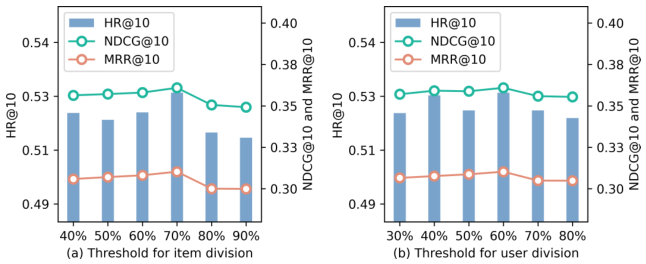 HR@10
NDCG@10
MRR@10
0.54
0.53
0.51
0.49
HR@10
0.40
0.38
0.35
0.33
0.30
NDCG@10 and MRR@10
40% 50% 60% 70% 80% 90%
(a) Threshold for item division
HR@10
NDCG@10
MRR@10
0.54
0.53
0.51
0.49
HR@10
0.40
0.38
0.35
0.33
0.30
NDCG@10 and MRR@10
30% 40% 50% 60% 70% 80%
(b) Threshold for user division